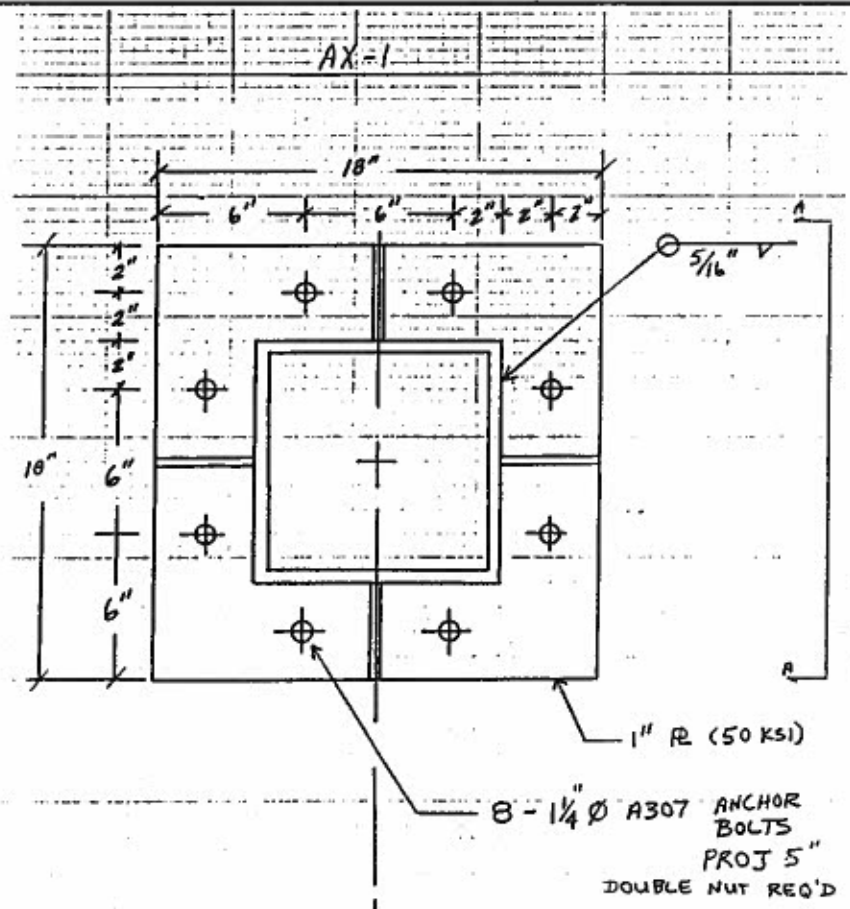 AX-1
18"
6" 6" 2" 2" 2"
A
5/16"
2"
2"
2"
18"
6"
6"
A
1" ⅊ (50 KSI)
8 - 1¼ Ø A307 ANCHOR
BOLTS
PROJ 5"
DOUBLE NUT REQ'D